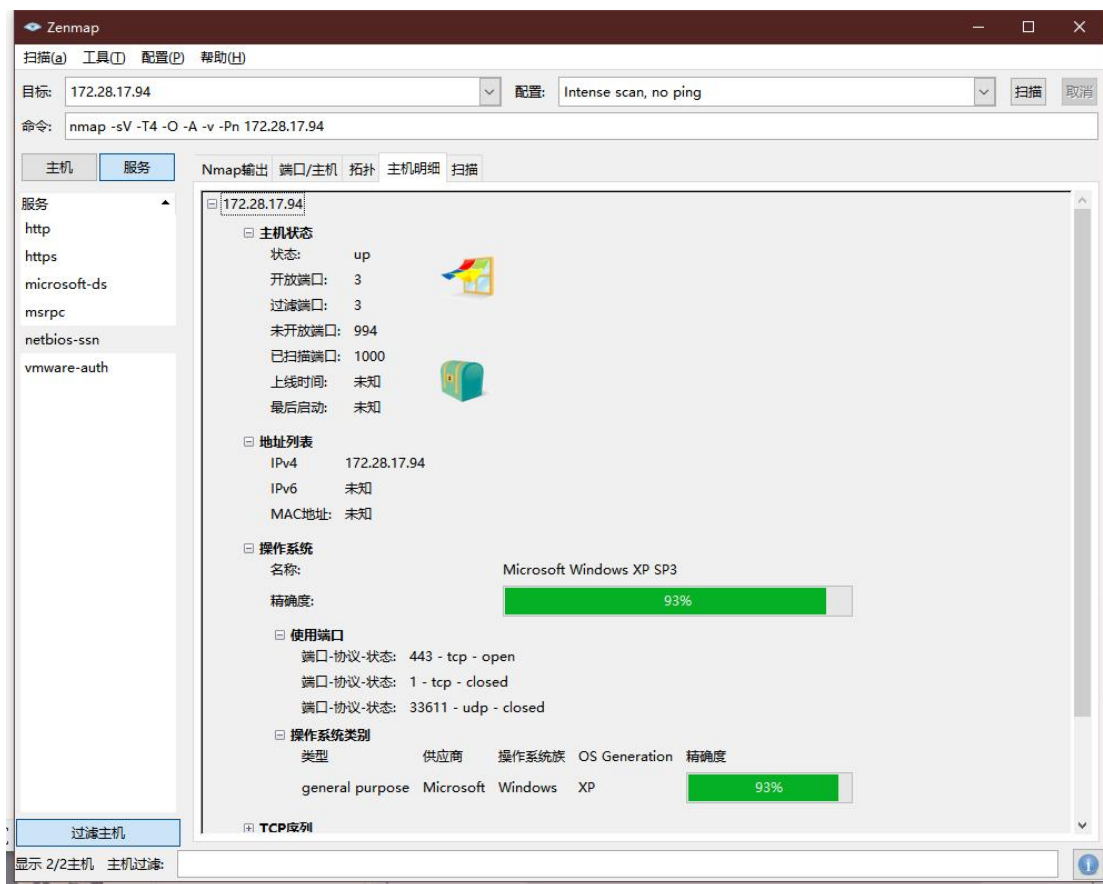 Zenmap
扫描(a) 工具(T) 配置(P) 帮助(H)
目标: 172.28.17.94 配置: Intense scan, no ping 扫描 取消
命令: nmap -sV -T4 -O -A -v -Pn 172.28.17.94
主机 服务 Nmap输出 端口/主机 拓扑 主机明细 扫描
服务
http
https
microsoft-ds
msrpc
netbios-ssn
vmware-auth
172.28.17.94
主机状态
状态: up
开放端口: 3
过滤端口: 3
未开放端口: 994
已扫描端口: 1000
上线时间: 未知
最后启动: 未知
地址列表
IPv4 172.28.17.94
IPv6 未知
MAC地址: 未知
操作系统
名称: Microsoft Windows XP SP3
精确度: 93%
使用端口
端口-协议-状态: 443 - tcp - open
端口-协议-状态: 1 - tcp - closed
端口-协议-状态: 33611 - udp - closed
操作系统类别
类型 供应商 操作系统族 OS Generation 精确度
general purpose Microsoft Windows XP 93%
TCP序列
过滤主机
显示 2/2主机 主机过滤: